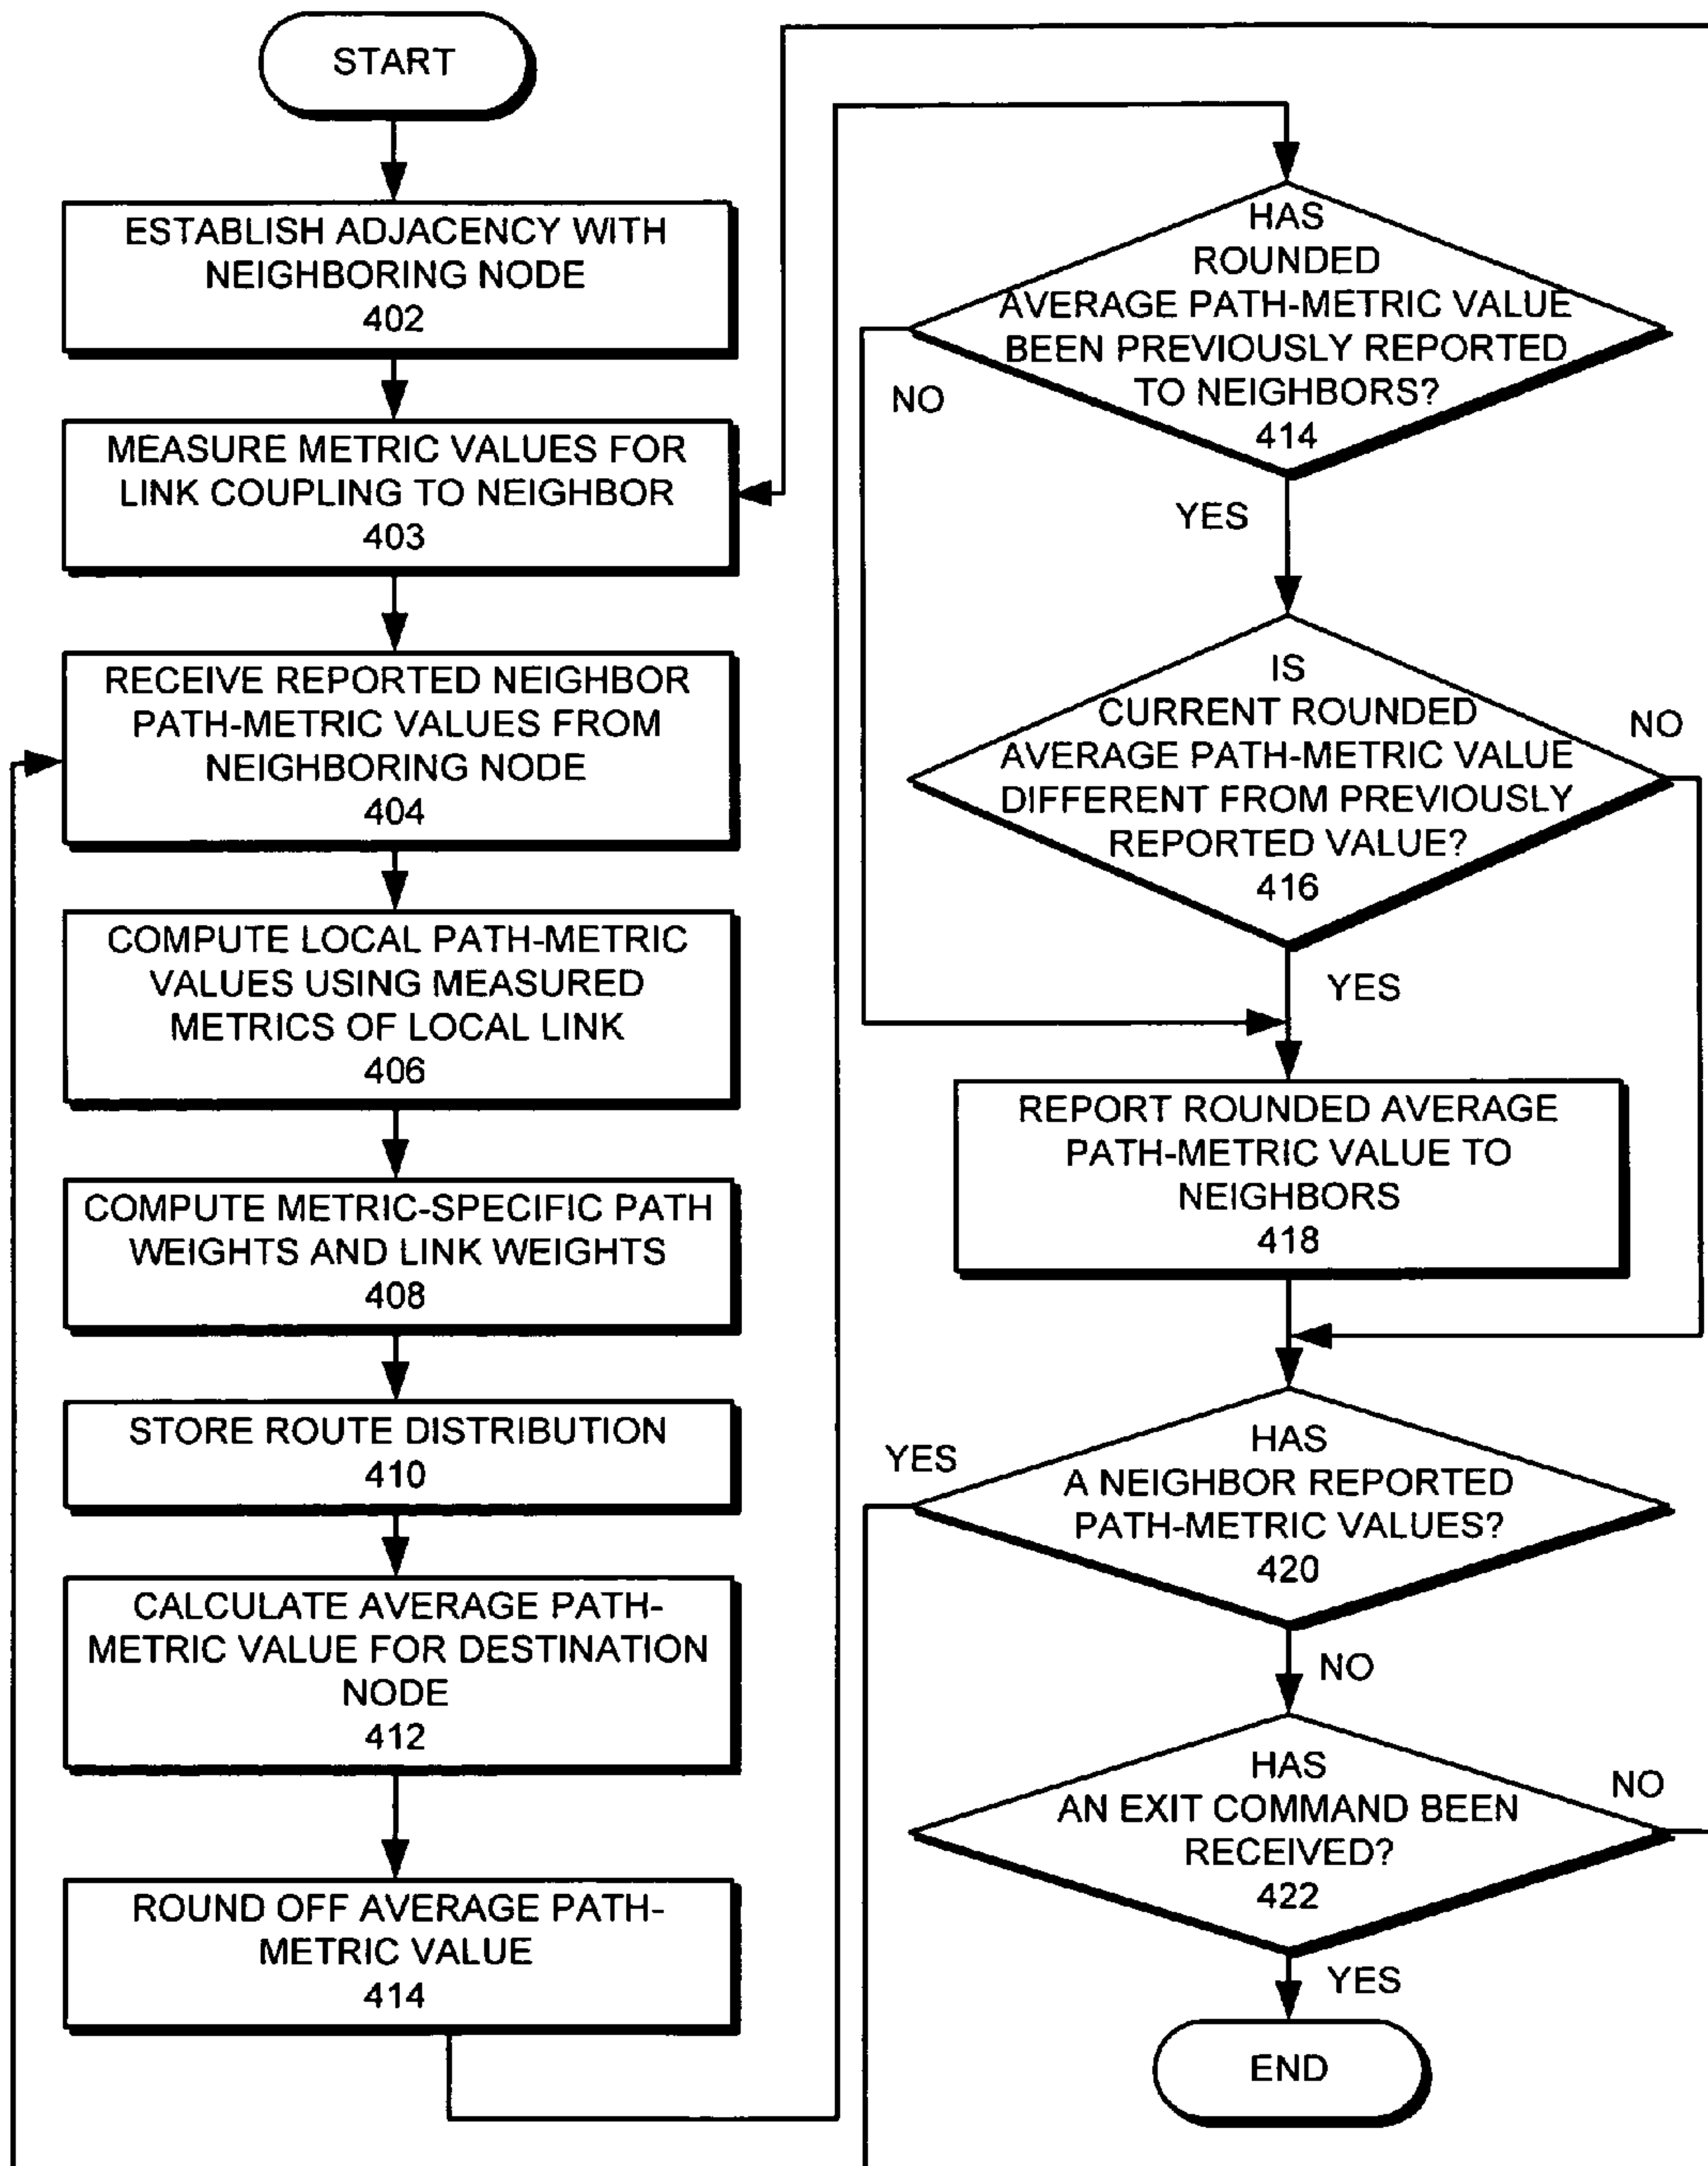 START
ESTABLISH ADJACENCY WITH
NEIGHBORING NODE
402
MEASURE METRIC VALUES FOR
LINK COUPLING TO NEIGHBOR
403
RECEIVE REPORTED NEIGHBOR
PATH-METRIC VALUES FROM
NEIGHBORING NODE
404
COMPUTE LOCAL PATH-METRIC
VALUES USING MEASURED
METRICS OF LOCAL LINK
406
COMPUTE METRIC-SPECIFIC PATH
WEIGHTS AND LINK WEIGHTS
408
STORE ROUTE DISTRIBUTION
410
CALCULATE AVERAGE PATH-
METRIC VALUE FOR DESTINATION
NODE
412
ROUND OFF AVERAGE PATH-
METRIC VALUE
414
HAS
ROUNDED
AVERAGE PATH-METRIC VALUE
BEEN PREVIOUSLY REPORTED
TO NEIGHBORS?
414
NO
YES
IS
CURRENT ROUNDED
AVERAGE PATH-METRIC VALUE
DIFFERENT FROM PREVIOUSLY
REPORTED VALUE?
416
NO
YES
REPORT ROUNDED AVERAGE
PATH-METRIC VALUE TO
NEIGHBORS
418
HAS
A NEIGHBOR REPORTED
PATH-METRIC VALUES?
420
YES
NO
HAS
AN EXIT COMMAND BEEN
RECEIVED?
422
NO
YES
END